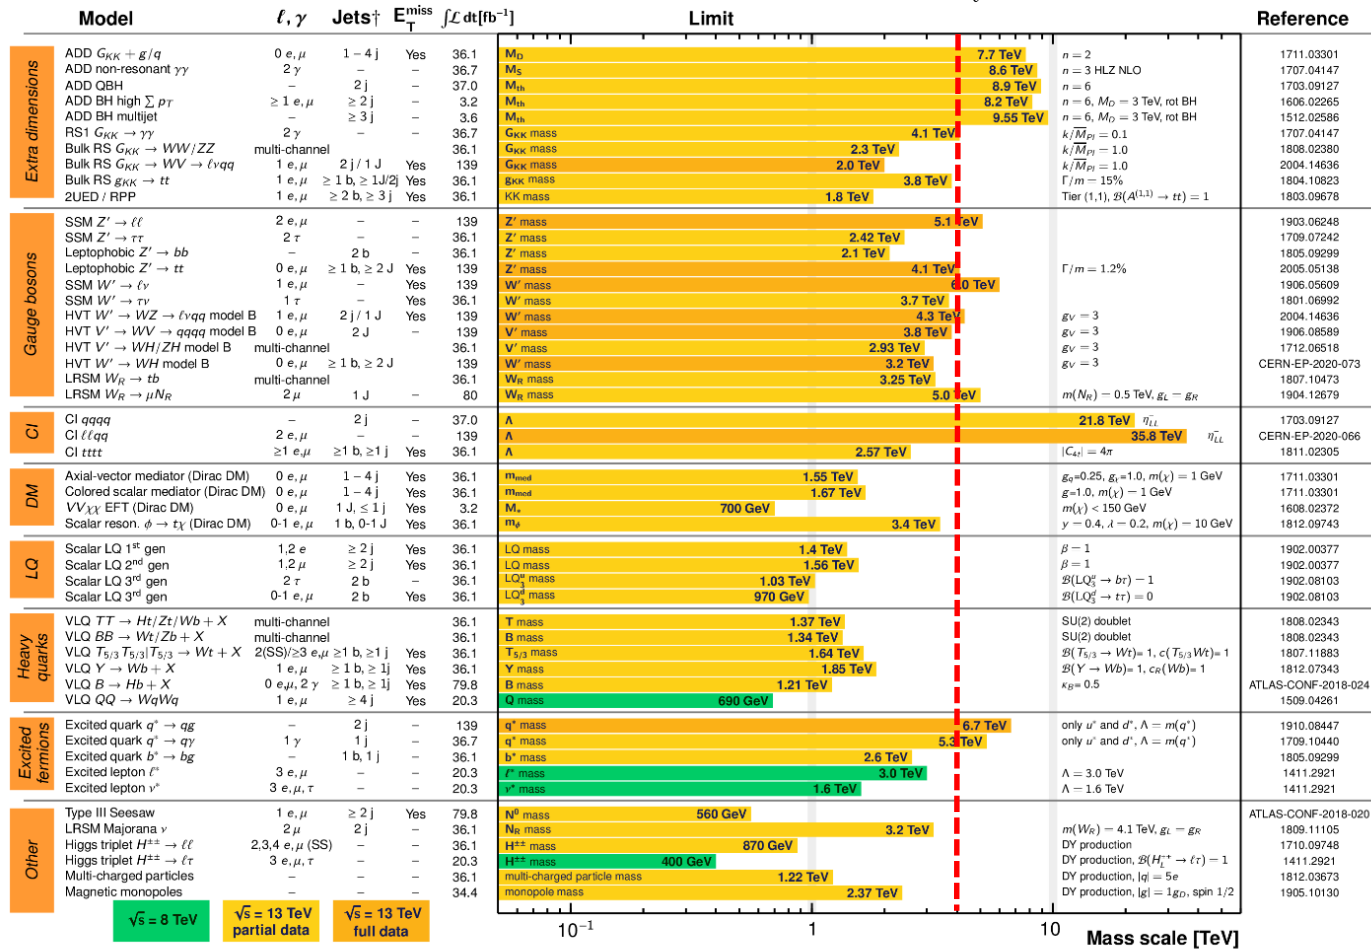 Model ℓ, γ Jets† E_T^miss ∫ℒ dt[fb⁻¹] Limit Reference
Extra dimensions
ADD G_KK + g/q 0 e, μ 1 − 4 j Yes 36.1 M_D 7.7 TeV n = 2 1711.03301
ADD non-resonant γγ 2 γ − − 36.7 M_S 8.6 TeV n = 3 HLZ NLO 1707.04147
ADD QBH − 2 j − 37.0 M_th 8.9 TeV n = 6 1703.09127
ADD BH high ∑ p_T ≥ 1 e, μ ≥ 2 j − 3.2 M_th 8.2 TeV n = 6, M_D = 3 TeV, rot BH 1606.02265
ADD BH multijet − ≥ 3 j − 3.6 M_th 9.55 TeV n = 6, M_D = 3 TeV, rot BH 1512.02586
RS1 G_KK → γγ 2 γ − − 36.7 G_KK mass 4.1 TeV k/M̄_Pl = 0.1 1707.04147
Bulk RS G_KK → WW/ZZ multi-channel 36.1 G_KK mass 2.3 TeV k/M̄_Pl = 1.0 1808.02380
Bulk RS G_KK → WV → ℓνqq 1 e, μ 2 j / 1 J Yes 139 G_KK mass 2.0 TeV k/M̄_Pl = 1.0 2004.14636
Bulk RS g_KK → tt 1 e, μ ≥ 1 b, ≥ 1J/2j Yes 36.1 g_KK mass 3.8 TeV Γ/m = 15% 1804.10823
2UED / RPP 1 e, μ ≥ 2 b, ≥ 3 j Yes 36.1 KK mass 1.8 TeV Tier (1,1), ℬ(A^(1,1) → tt) = 1 1803.09678
Gauge bosons
SSM Z′ → ℓℓ 2 e, μ − − 139 Z′ mass 5.1 TeV 1903.06248
SSM Z′ → ττ 2 τ − − 36.1 Z′ mass 2.42 TeV 1709.07242
Leptophobic Z′ → bb − 2 b − 36.1 Z′ mass 2.1 TeV 1805.09299
Leptophobic Z′ → tt 0 e, μ ≥ 1 b, ≥ 2 J Yes 139 Z′ mass 4.1 TeV Γ/m = 1.2% 2005.05138
SSM W′ → ℓν 1 e, μ − Yes 139 W′ mass 6.0 TeV 1906.05609
SSM W′ → τν 1 τ − Yes 36.1 W′ mass 3.7 TeV 1801.06992
HVT W′ → WZ → ℓνqq model B 1 e, μ 2 j / 1 J Yes 139 W′ mass 4.3 TeV g_V = 3 2004.14636
HVT V′ → WV → qqqq model B 0 e, μ 2 J − 139 V′ mass 3.8 TeV g_V = 3 1906.08589
HVT V′ → WH/ZH model B multi-channel 36.1 V′ mass 2.93 TeV g_V = 3 1712.06518
HVT W′ → WH model B 0 e, μ ≥ 1 b, ≥ 2 J 139 W′ mass 3.2 TeV g_V = 3 CERN-EP-2020-073
LRSM W_R → tb multi-channel 36.1 W_R mass 3.25 TeV 1807.10473
LRSM W_R → μN_R 2 μ 1 J − 80 W_R mass 5.0 TeV m(N_R) = 0.5 TeV, g_L = g_R 1904.12679
CI
CI qqqq − 2 j − 37.0 Λ 21.8 TeV η⁻_LL 1703.09127
CI ℓℓqq 2 e, μ − − 139 Λ 35.8 TeV η⁻_LL CERN-EP-2020-066
CI tttt ≥1 e,μ ≥1 b, ≥1 j Yes 36.1 Λ 2.57 TeV |C_4t| = 4π 1811.02305
DM
Axial-vector mediator (Dirac DM) 0 e, μ 1 − 4 j Yes 36.1 m_med 1.55 TeV g_q=0.25, g_χ=1.0, m(χ) = 1 GeV 1711.03301
Colored scalar mediator (Dirac DM) 0 e, μ 1 − 4 j Yes 36.1 m_med 1.67 TeV g=1.0, m(χ) = 1 GeV 1711.03301
VVχχ EFT (Dirac DM) 0 e, μ 1 J, ≤ 1 j Yes 3.2 M_* 700 GeV m(χ) < 150 GeV 1608.02372
Scalar reson. ϕ → tχ (Dirac DM) 0-1 e, μ 1 b, 0-1 J Yes 36.1 m_ϕ 3.4 TeV y = 0.4, λ = 0.2, m(χ) = 10 GeV 1812.09743
LQ
Scalar LQ 1st gen 1,2 e ≥ 2 j Yes 36.1 LQ mass 1.4 TeV β = 1 1902.00377
Scalar LQ 2nd gen 1,2 μ ≥ 2 j Yes 36.1 LQ mass 1.56 TeV β = 1 1902.00377
Scalar LQ 3rd gen 2 τ 2 b − 36.1 LQ₃ᵘ mass 1.03 TeV ℬ(LQ₃ᵘ → bτ) = 1 1902.08103
Scalar LQ 3rd gen 0-1 e, μ 2 b Yes 36.1 LQ₃ᵈ mass 970 GeV ℬ(LQ₃ᵈ → tτ) = 0 1902.08103
Heavy quarks
VLQ TT → Ht/Zt/Wb + X multi-channel 36.1 T mass 1.37 TeV SU(2) doublet 1808.02343
VLQ BB → Wt/Zb + X multi-channel 36.1 B mass 1.34 TeV SU(2) doublet 1808.02343
VLQ T_5/3 T_5/3|T_5/3 → Wt + X 2(SS)/≥3 e,μ ≥1 b, ≥1 j Yes 36.1 T_5/3 mass 1.64 TeV ℬ(T_5/3 → Wt)= 1, c(T_5/3 Wt)= 1 1807.11883
VLQ Y → Wb + X 1 e, μ ≥ 1 b, ≥ 1j Yes 36.1 Y mass 1.85 TeV ℬ(Y → Wb)= 1, c_R(Wb)= 1 1812.07343
VLQ B → Hb + X 0 e,μ, 2 γ ≥ 1 b, ≥ 1j Yes 79.8 B mass 1.21 TeV κ_B= 0.5 ATLAS-CONF-2018-024
VLQ QQ → WqWq 1 e, μ ≥ 4 j Yes 20.3 Q mass 690 GeV 1509.04261
Excited fermions
Excited quark q* → qg − 2 j − 139 q* mass 6.7 TeV only u* and d*, Λ = m(q*) 1910.08447
Excited quark q* → qγ 1 γ 1 j − 36.7 q* mass 5.3 TeV only u* and d*, Λ = m(q*) 1709.10440
Excited quark b* → bg − 1 b, 1 j − 36.1 b* mass 2.6 TeV 1805.09299
Excited lepton ℓ* 3 e, μ − − 20.3 ℓ* mass 3.0 TeV Λ = 3.0 TeV 1411.2921
Excited lepton ν* 3 e, μ, τ − − 20.3 ν* mass 1.6 TeV Λ = 1.6 TeV 1411.2921
Other
Type III Seesaw 1 e, μ ≥ 2 j Yes 79.8 N⁰ mass 560 GeV ATLAS-CONF-2018-020
LRSM Majorana ν 2 μ 2 j − 36.1 N_R mass 3.2 TeV m(W_R) = 4.1 TeV, g_L = g_R 1809.11105
Higgs triplet H±± → ℓℓ 2,3,4 e, μ (SS) − − 36.1 H±± mass 870 GeV DY production 1710.09748
Higgs triplet H±± → ℓτ 3 e, μ, τ − − 20.3 H±± mass 400 GeV DY production, ℬ(H_L^±± → ℓτ) = 1 1411.2921
Multi-charged particles − − − 36.1 multi-charged particle mass 1.22 TeV DY production, |q| = 5e 1812.03673
Magnetic monopoles − − − 34.4 monopole mass 2.37 TeV DY production, |g| = 1g_D, spin 1/2 1905.10130
√s = 8 TeV √s = 13 TeV partial data √s = 13 TeV full data
10⁻¹ 1 10
Mass scale [TeV]